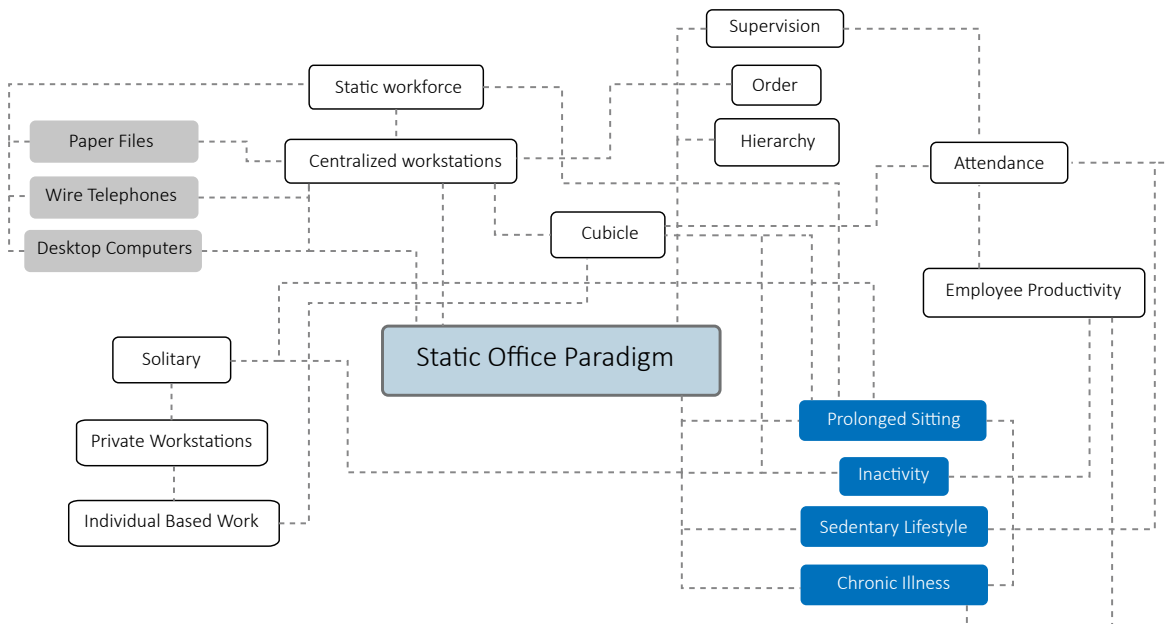 Supervision
Static workforce
Order
Paper Files
Hierarchy
Centralized workstations
Attendance
Wire Telephones
Cubicle
Desktop Computers
Employee Productivity
Static Office Paradigm
Solitary
Prolonged Sitting
Private Workstations
Inactivity
Individual Based Work
Sedentary Lifestyle
Chronic Illness